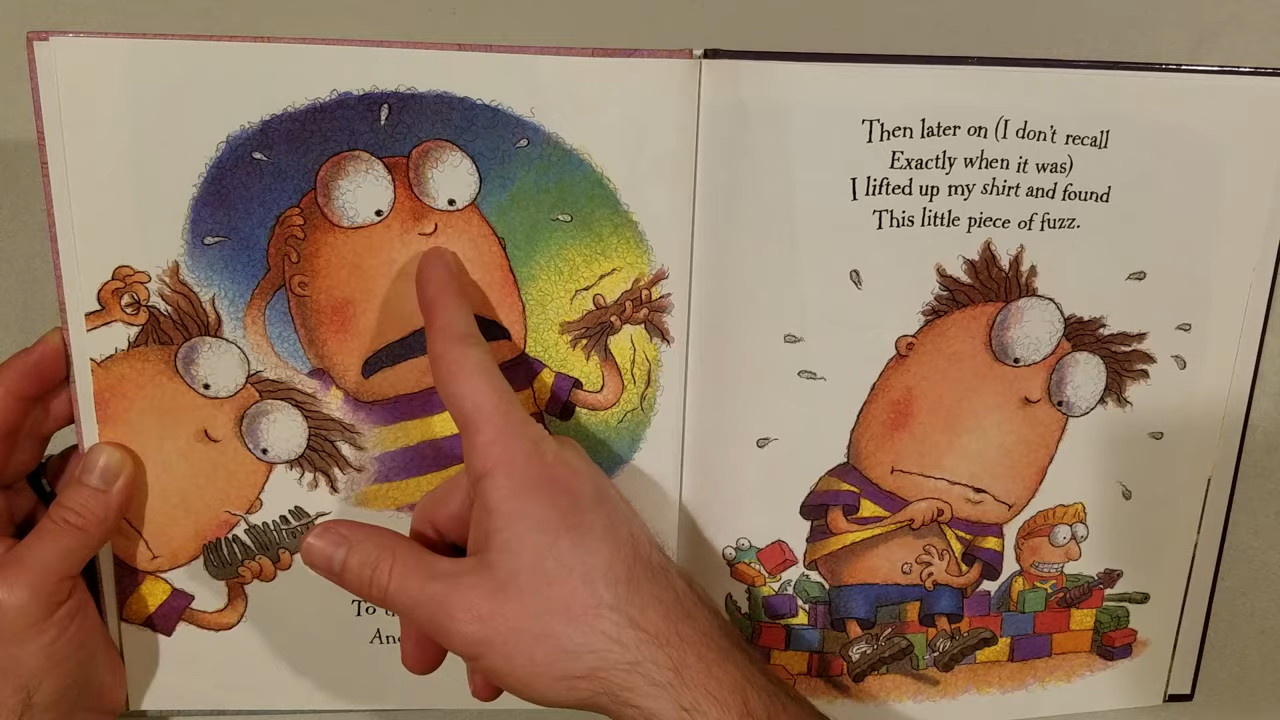 To
Then later on (I don't recall
Exactly when it was)
I lifted up my shirt and found
This little piece of fuzz.